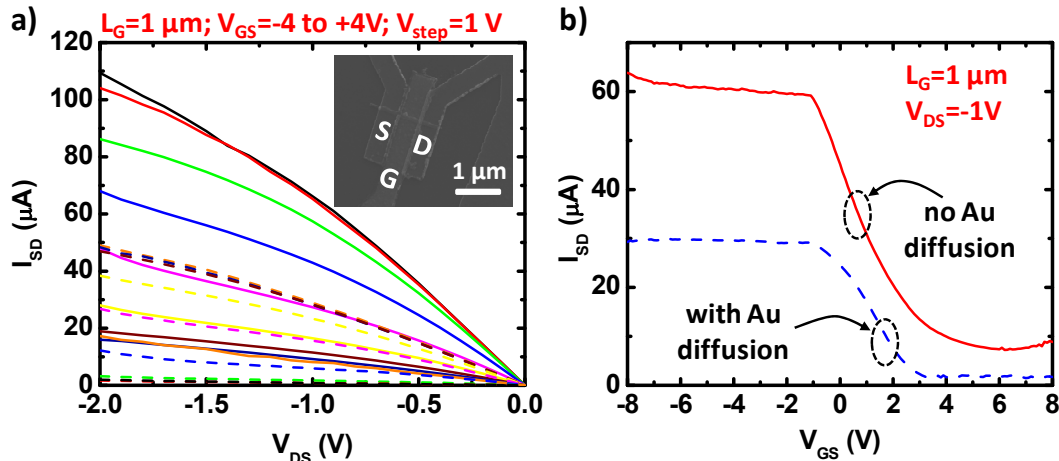 a)
L_G=1 μm; V_GS=-4 to +4V; V_step=1 V
120
100
80
60
40
20
0
I_SD (μA)
-2.0
-1.5
-1.0
-0.5
0.0
V_DS (V)
S
D
G
1 μm
b)
L_G=1 μm
V_DS=-1V
60
40
20
0
I_SD (μA)
no Au
diffusion
with Au
diffusion
-8
-6
-4
-2
0
2
4
6
8
V_GS (V)